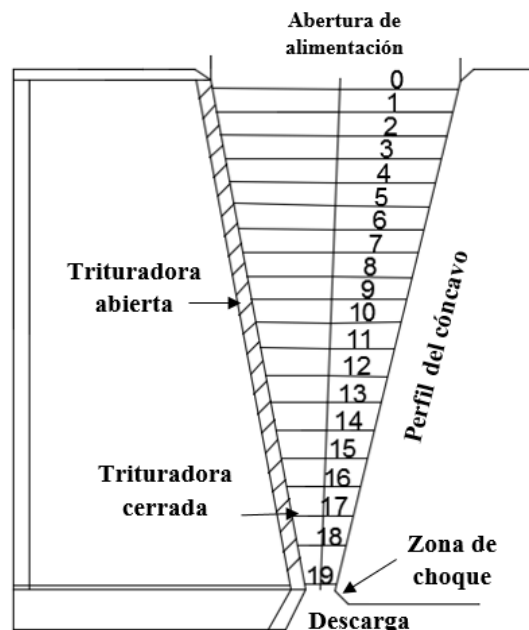 Abertura de
alimentación
0
1
2
3
4
5
6
7
8
9
10
11
12
13
14
15
16
17
18
19
Trituradora
abierta
Perfil del cóncavo
Trituradora
cerrada
Zona de
choque
Descarga